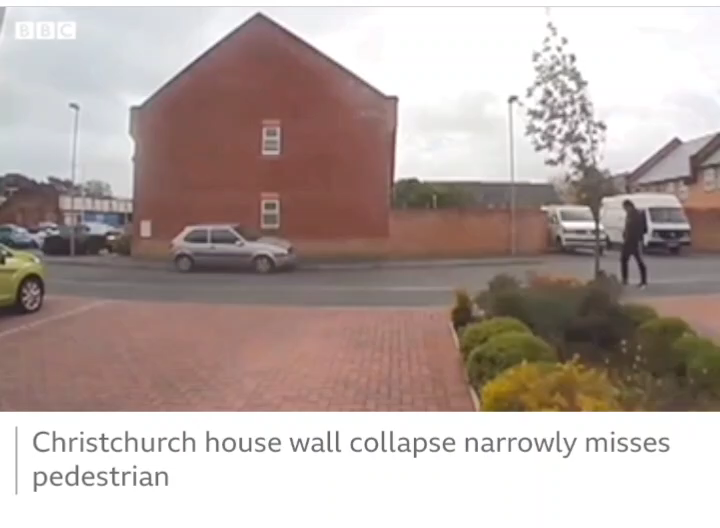 BBC
Christchurch house wall collapse narrowly misses
pedestrian